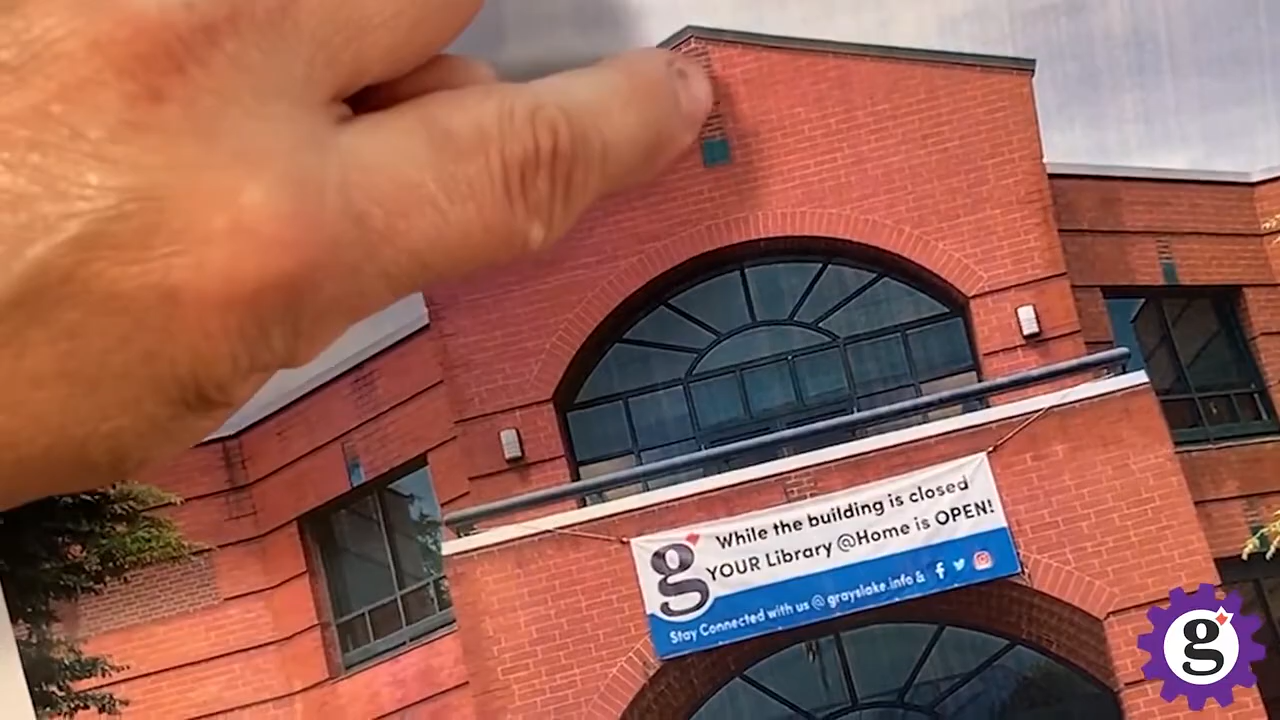 While the building is closed
g YOUR Library @Home is OPEN!
Stay Connected with us @ grayslake.info &
g